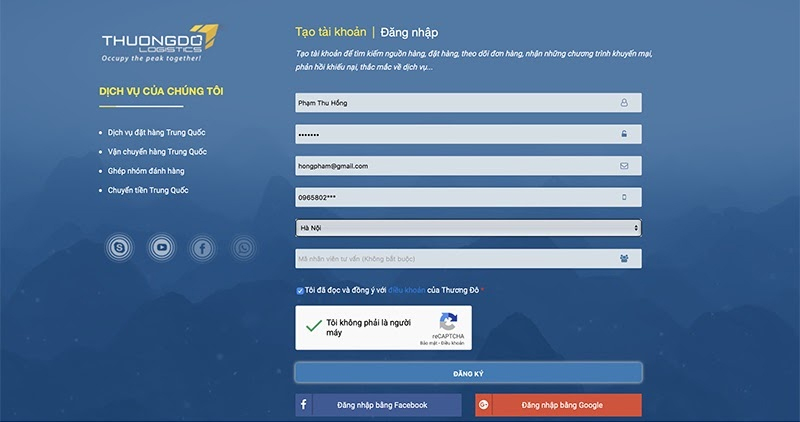 THUONGDO
LOGISTICS
Occupy the peak together!
DỊCH VỤ CỦA CHÚNG TÔI
Dịch vụ đặt hàng Trung Quốc
Vận chuyển hàng Trung Quốc
Ghép nhóm đánh hàng
Chuyển tiền Trung Quốc
Tạo tài khoản | Đăng nhập
Tạo tài khoản để tìm kiếm nguồn hàng, đặt hàng, theo dõi đơn hàng, nhận những chương trình khuyến mại,
phản hồi khiếu nại, thắc mắc về dịch vụ...
Phạm Thu Hồng
•••••••
hongpham@gmail.com
0965802***
Hà Nội
Mã nhân viên tư vấn (Không bắt buộc)
Tôi đã đọc và đồng ý với điều khoản của Thương Đô *
Tôi không phải là người
máy
reCAPTCHA
Bảo mật - Điều khoản
ĐĂNG KÝ
Đăng nhập bằng Facebook
Đăng nhập bằng Google